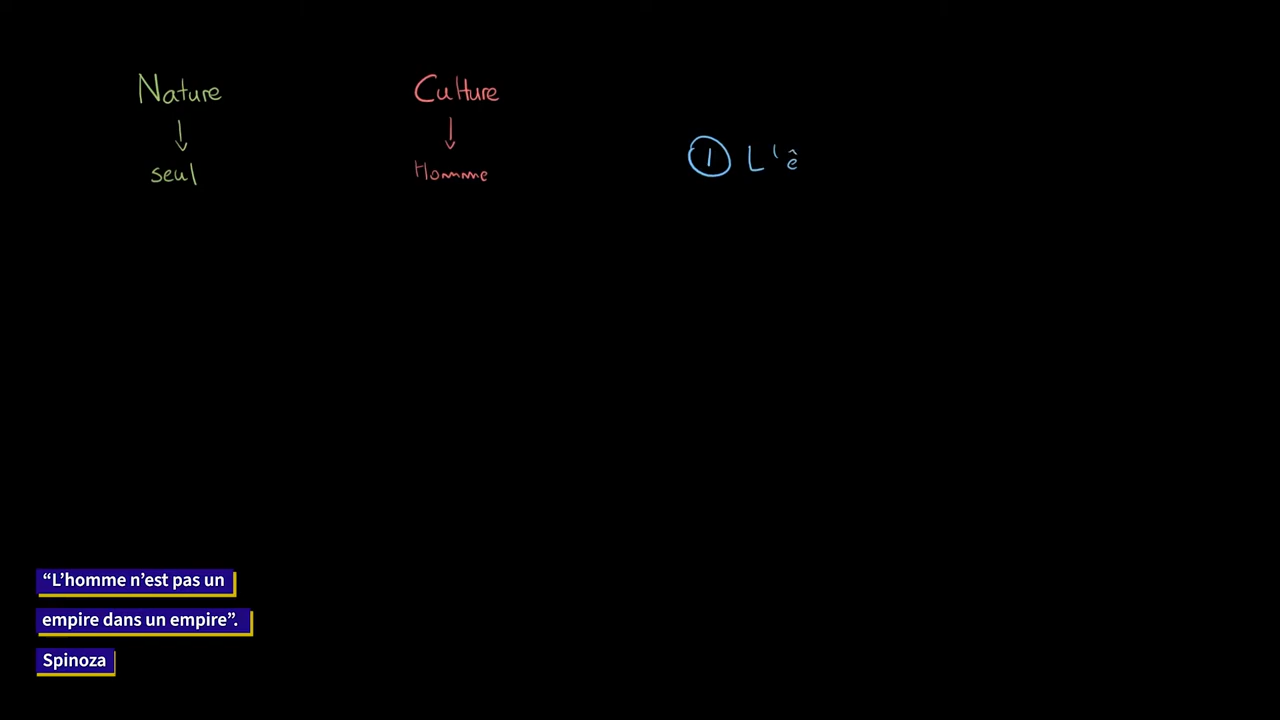 Nature
Culture
seul
Homme
① L'ê
“L’homme n’est pas un
empire dans un empire”.
Spinoza